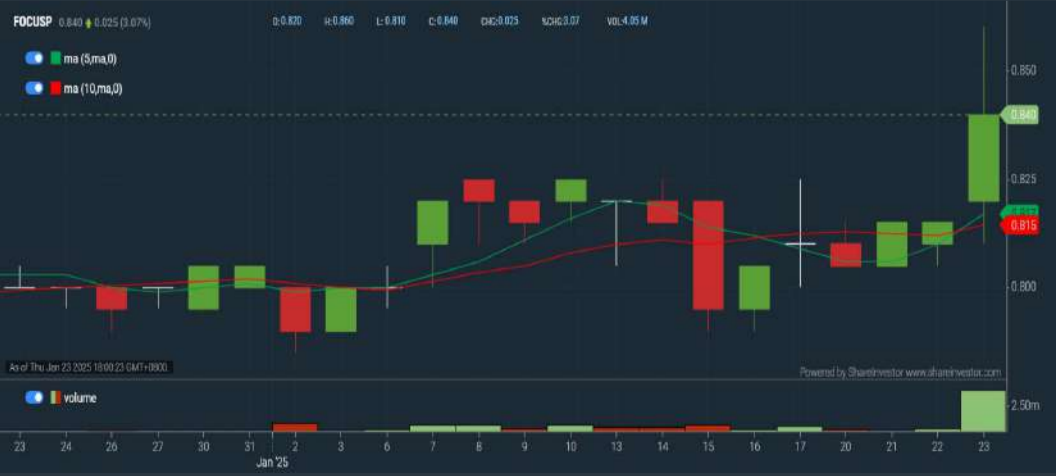 FOCUSP 0.840 0.025 (3.07%) O:0.820 H:0.860 L:0.810 C:0.840 CHG:0.025 %CHG:3.07 VOL:4.05 M
ma (5,ma,0)
ma (10,ma,0)
0.850
0.840
0.825
0.817
0.815
0.800
As of Thu Jan 23 2025 18:00:23 GMT+0800
Powered by ShareInvestor www.shareinvestor.com
volume
2.50m
23 24 26 27 30 31 2 3 6 7 8 9 10 13 14 15 16 17 20 21 22 23
Jan '25